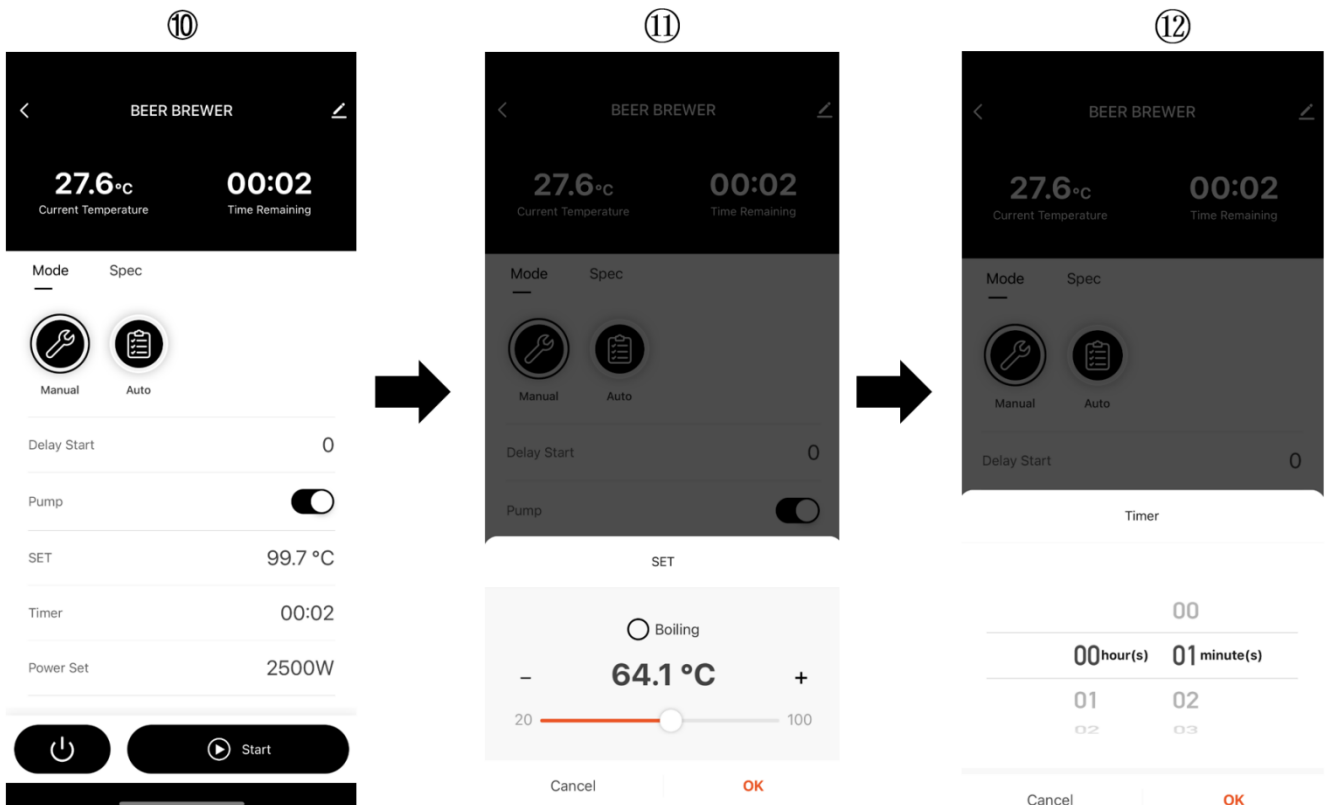 ⑩
BEER BREWER
27.6°C 00:02
Current Temperature Time Remaining
Mode Spec
Manual Auto
Delay Start 0
Pump
SET 99.7 °C
Timer 00:02
Power Set 2500W
Start
⑪
BEER BREWER
27.6°C 00:02
Current Temperature Time Remaining
Mode Spec
Manual Auto
Delay Start 0
Pump
SET
Boiling
− 64.1 °C +
20 100
Cancel OK
⑫
BEER BREWER
27.6°C 00:02
Current Temperature Time Remaining
Mode Spec
Manual Auto
Delay Start 0
Timer
00
00 hour(s) 01 minute(s)
01 02
02 03
Cancel OK